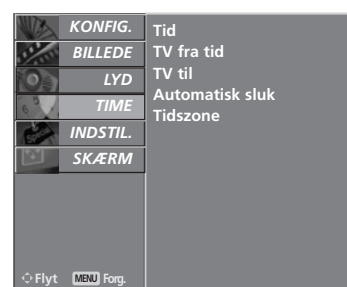 KONFIG.
BILLEDE
LYD
TIME
INDSTIL.
SKÆRM
Tid
TV fra tid
TV til
Automatisk sluk
Tidszone
Flyt MENU Forg.